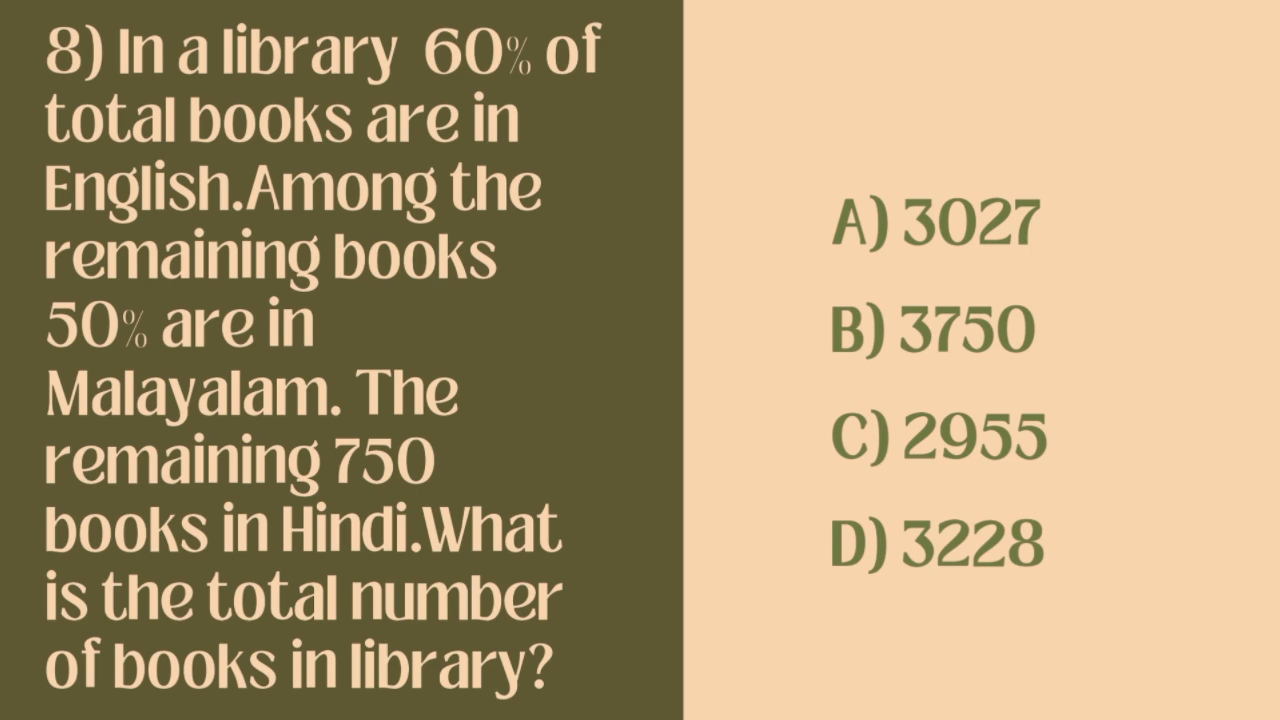 8) In a library 60% of
total books are in
English.Among the
remaining books
50% are in
Malayalam. The
remaining 750
books in Hindi.What
is the total number
of books in library?
A) 3027
B) 3750
C) 2955
D) 3228